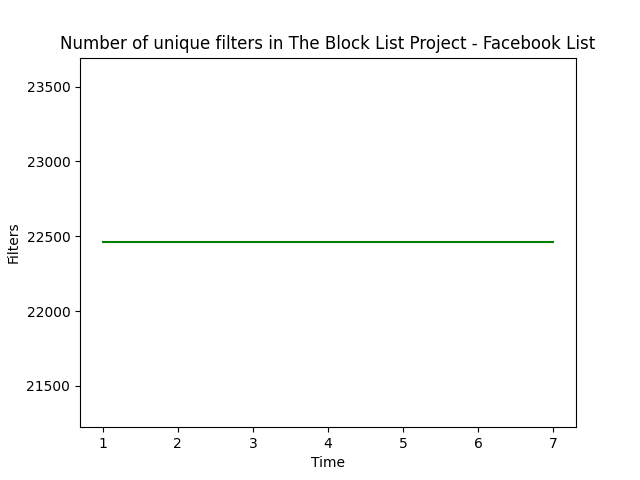 Number of unique filters in The Block List Project - Facebook List
23500
23000
22500
22000
21500
Filters
1 2 3 4 5 6 7
Time